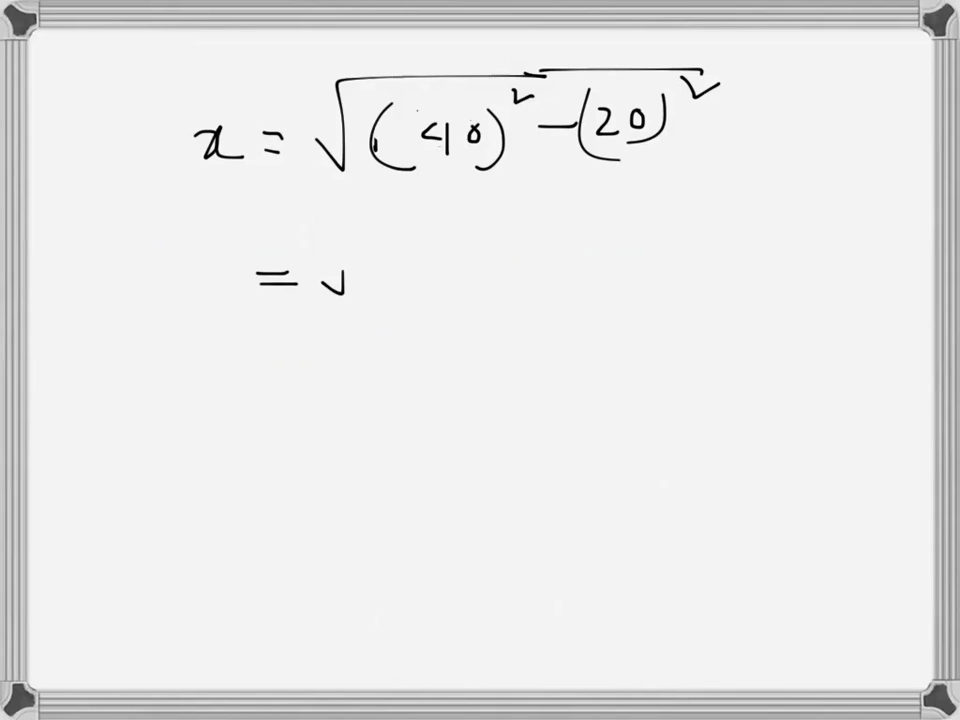 x = √((40)² − (20)²)
= √